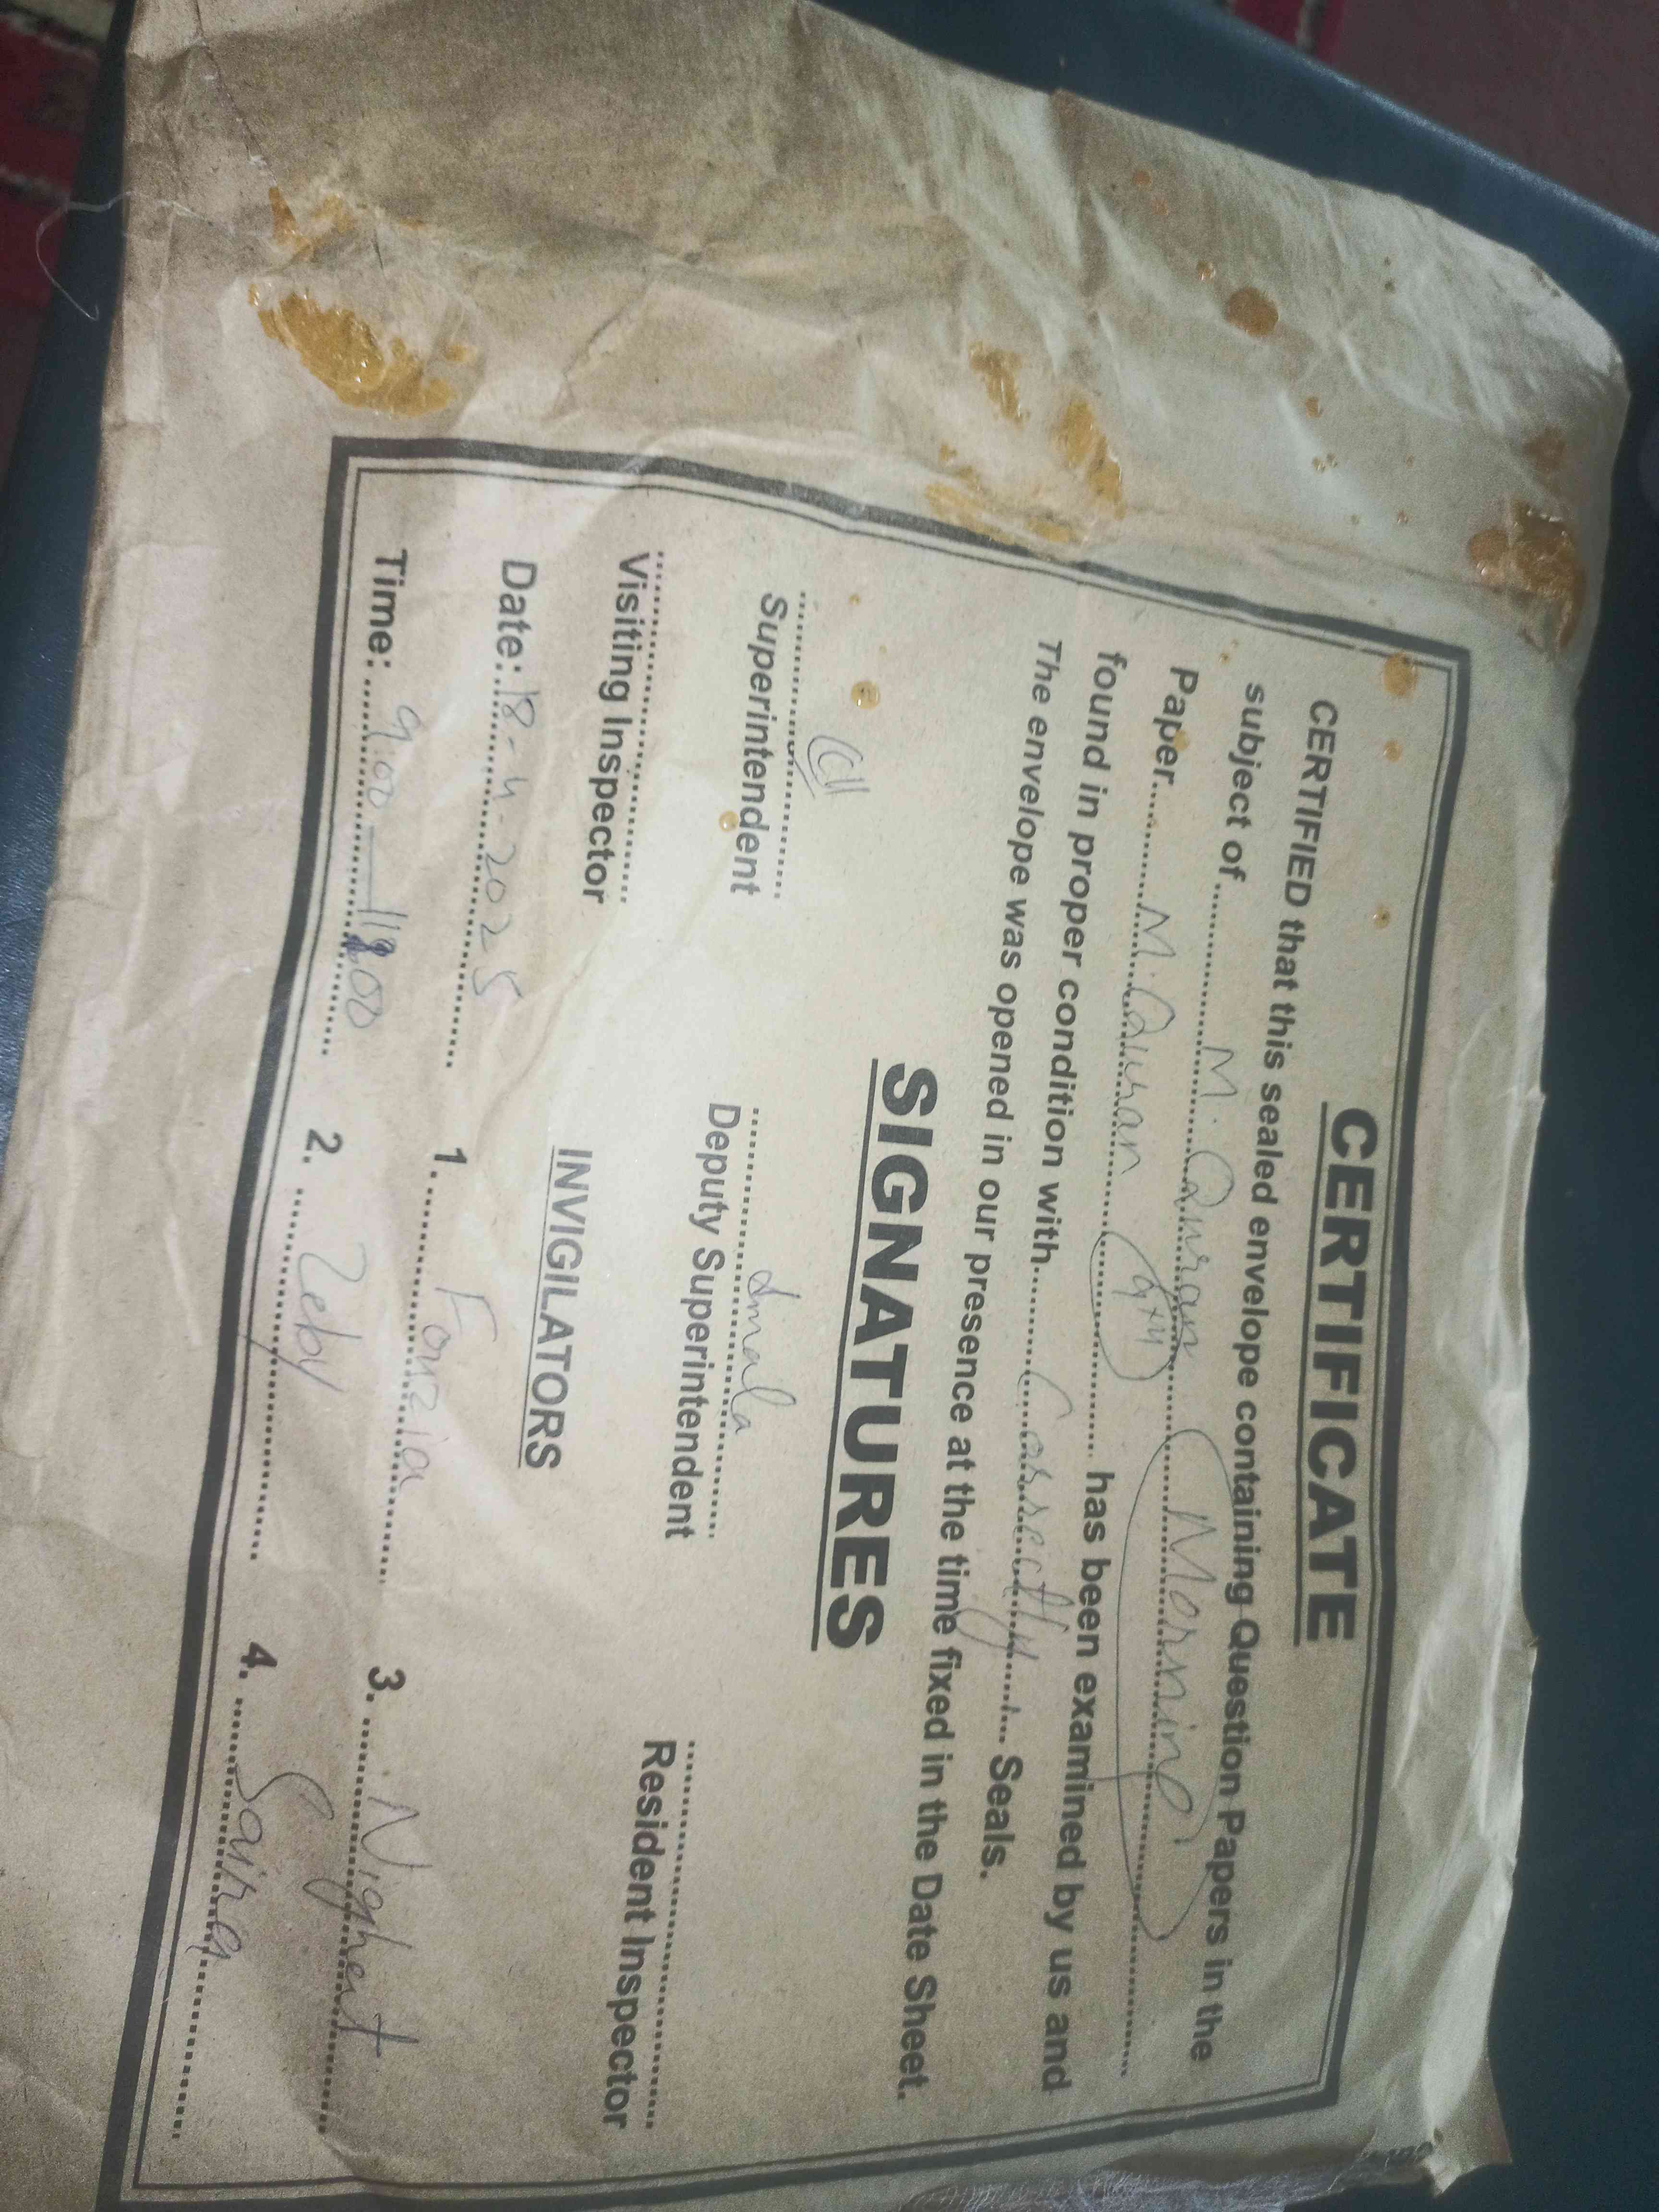 CERTIFICATE
CERTIFIED that this sealed envelope containing Question Papers in the
subject of.......... M. Quran (Morning)
Paper.......... M. Quran (9th) .......... has been examined by us and
found in proper condition with.......... Correctly ....... Seals.
The envelope was opened in our presence at the time fixed in the Date Sheet.
SIGNATURES
Superintendent
Deputy Superintendent
Resident Inspector
Visiting Inspector
INVIGILATORS
Date: 18-4-2025
1. Fouzia
3. Nighent
Time: 9:00 — 11:00
2. Zeby
4. Saira